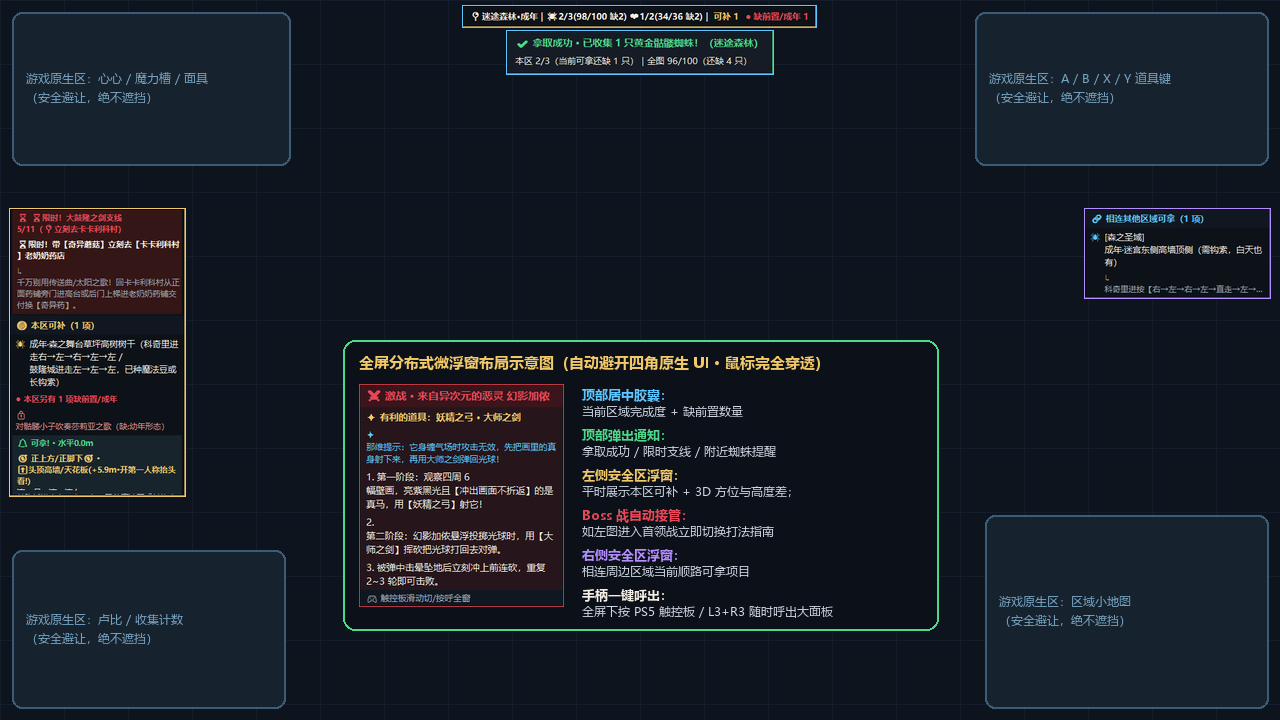 迷途森林·成年 | 2/3(98/100 缺2) ❤1/2(34/36 缺2) | 可补 1 ● 缺前置/成年 1
✔ 拿取成功·已收集 1 只黄金骷髅蜘蛛! (迷途森林)
本区 2/3(当前可拿还缺 1 只) | 全图 96/100(还缺 4 只)
游戏原生区: 心心 / 魔力槽 / 面具
(安全避让, 绝不遮挡)
游戏原生区: A / B / X / Y 道具键
(安全避让, 绝不遮挡)
限时! 大鼓隆之剑支线
5/11 ( 立刻去卡卡利科村)
限时! 带【奇异蘑菇】立刻去【卡卡利科村
】老奶奶药店
└
千万别用传送曲/太阳之歌! 回卡卡利科村从正
面药铺旁门进高台或后门上梯进老奶奶药铺交
付换【奇异药】。
本区可补 (1 项)
成年·森之舞台草坪高树树干 (科奇里进
走右→左→右→左→左 /
鼓隆城进走左→左→左, 已种魔法豆或
长钩索)
● 本区另有 1 项缺前置/成年
对骷髅小子吹奏莎莉亚之歌 (缺:幼年形态)
可拿! · 水平0.0m
正上方/正脚下 ·
头顶高墙/天花板(+5.9m·开第一人称抬头
看!)
相连其他区域可拿 (1 项)
[森之圣域]
成年·迷宫东侧高墙顶侧 (需钩索, 白天也
有)
└
科奇里进按【右→左→右→左→直走→左→...
全屏分布式微浮窗布局示意图 (自动避开四角原生 UI · 鼠标完全穿透)
激战 · 来自异次元的恶灵 幻影加侬
✦ 有利的道具: 妖精之弓 · 大师之剑
✦
那维提示: 它身缠气场时攻击无效, 先把画里的真
身射下来, 再用大师之剑弹回光球!
1. 第一阶段: 观察四周 6
幅壁画, 亮紫黑光且【冲出画面不折返】的是
真马, 用【妖精之弓】射它!
2.
第二阶段: 幻影加侬悬浮投掷光球时, 用【大
师之剑】挥砍把光球打回去对弹。
3. 被弹中击晕坠地后立刻冲上前连砍, 重复
2~3 轮即可击败。
触控板滑动切/按呼全窗
顶部居中胶囊:
当前区域完成度 + 缺前置数量
顶部弹出通知:
拿取成功 / 限时支线 / 附近蜘蛛提醒
左侧安全区浮窗:
平时展示本区可补 + 3D 方位与高度差;
Boss 战自动接管:
如左图进入首领战立即切换打法指南
右侧安全区浮窗:
相连周边区域当前顺路可拿项目
手柄一键呼出:
全屏下按 PS5 触控板 / L3+R3 随时呼出大面板
游戏原生区: 卢比 / 收集计数
(安全避让, 绝不遮挡)
游戏原生区: 区域小地图
(安全避让, 绝不遮挡)